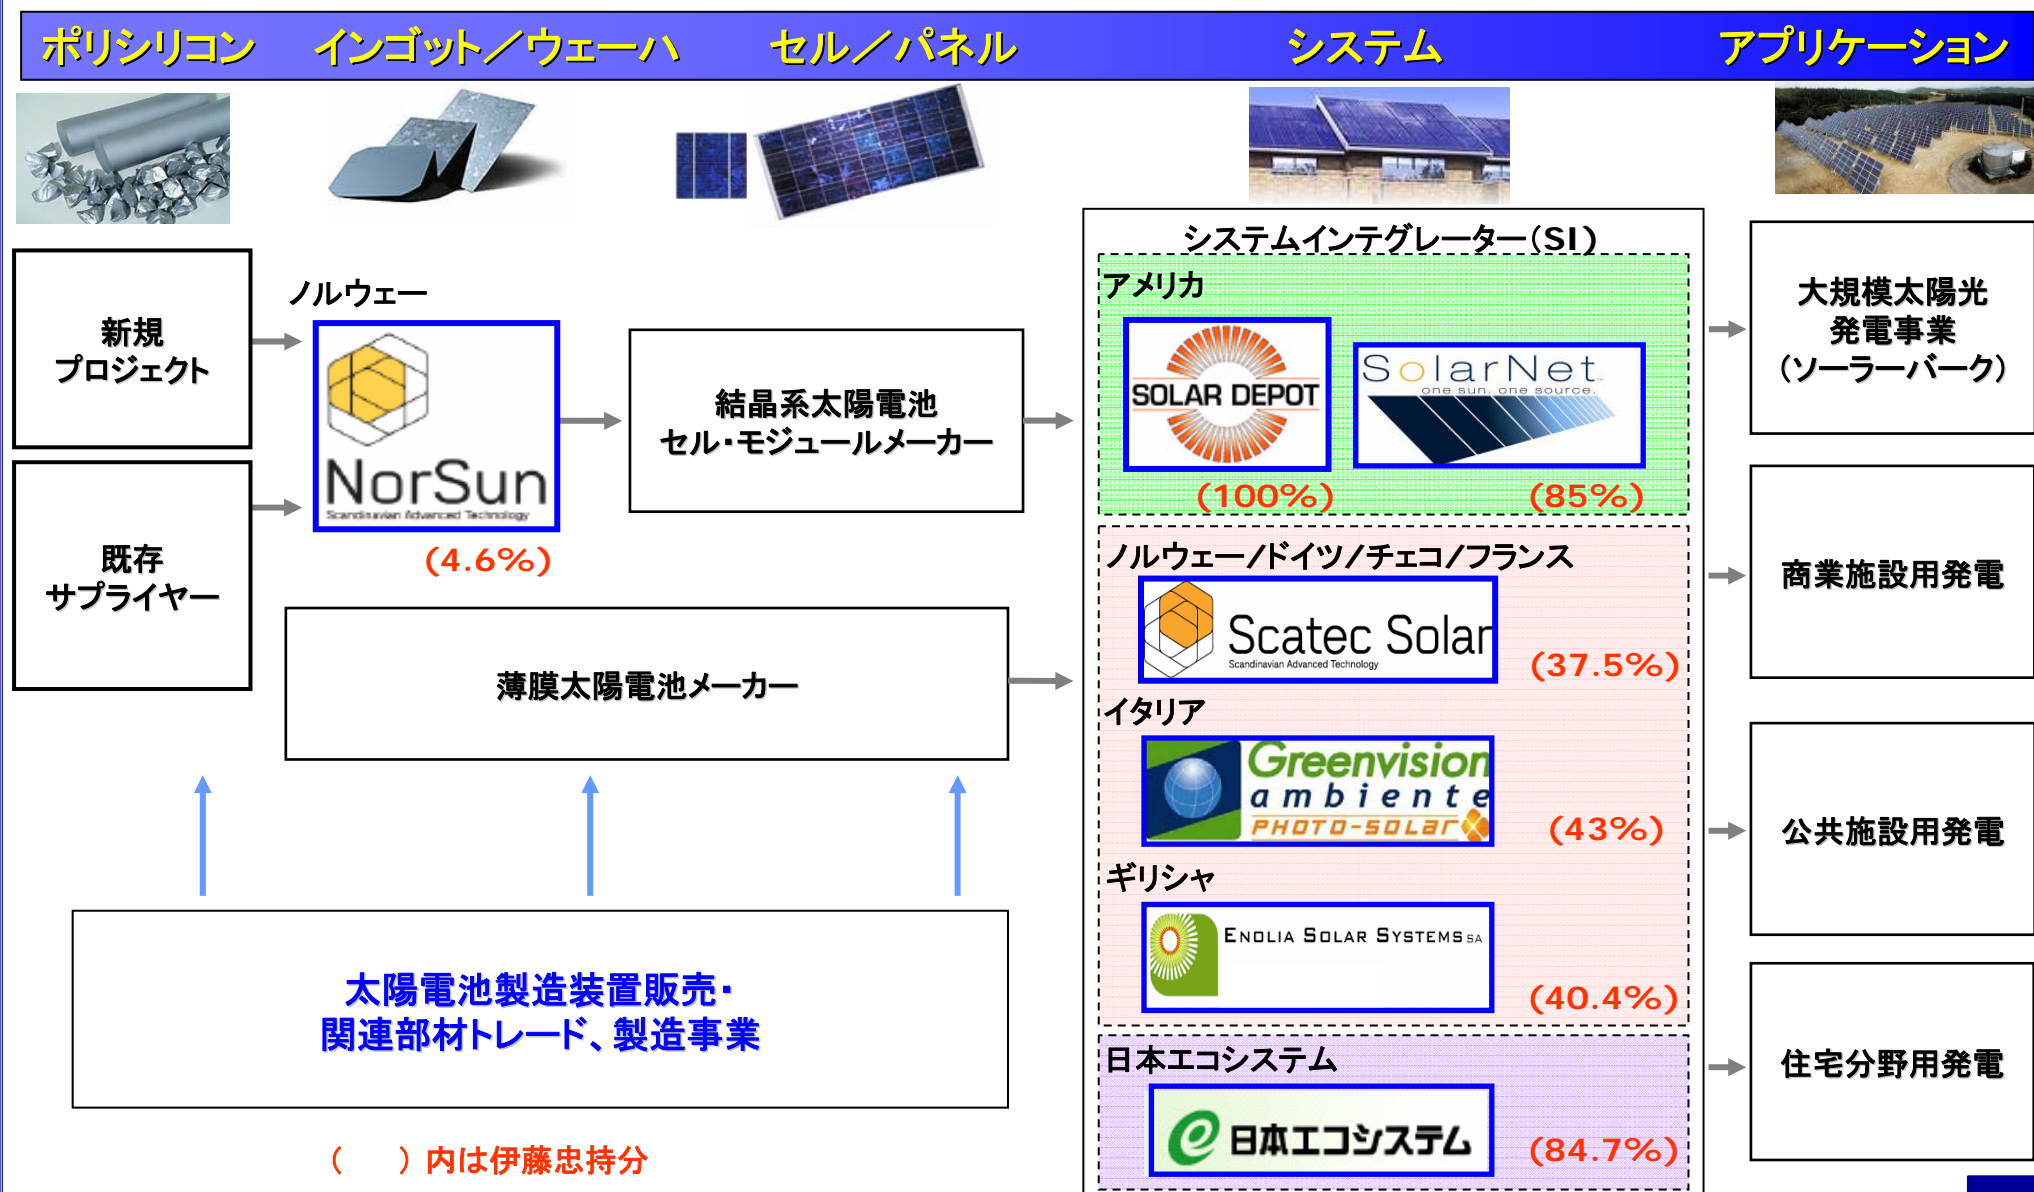 ポリシリコン
インゴット／ウェーハ
セル／パネル
システム
アプリケーション
新規
プロジェクト
既存
サプライヤー
ノルウェー
NorSun
Scandinavian Advanced Technology
(4.6%)
結晶系太陽電池
セル・モジュールメーカー
薄膜太陽電池メーカー
太陽電池製造装置販売・
関連部材トレード、製造事業
(　　) 内は伊藤忠持分
システムインテグレーター（SI）
アメリカ
SOLAR DEPOT
(100%)
SolarNet
one sun. one source.
(85%)
ノルウェー/ドイツ/チェコ/フランス
Scatec Solar
Scandinavian Advanced Technology
(37.5%)
イタリア
Greenvision
ambiente
PHOTO-SOLAR
(43%)
ギリシャ
ENOLIA SOLAR SYSTEMS SA
(40.4%)
日本エコシステム
日本エコシステム
(84.7%)
大規模太陽光
発電事業
（ソーラーパーク）
商業施設用発電
公共施設用発電
住宅分野用発電